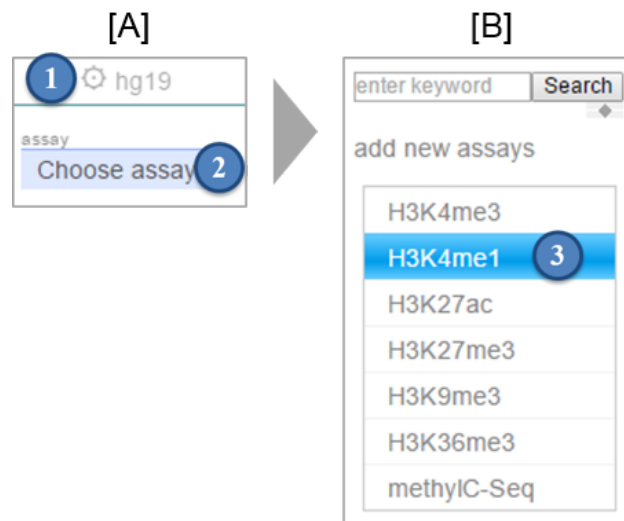 [A]
1 hg19
assay
Choose assay 2
[B]
enter keyword Search
add new assays
H3K4me3
H3K4me1 3
H3K27ac
H3K27me3
H3K9me3
H3K36me3
methylC-Seq